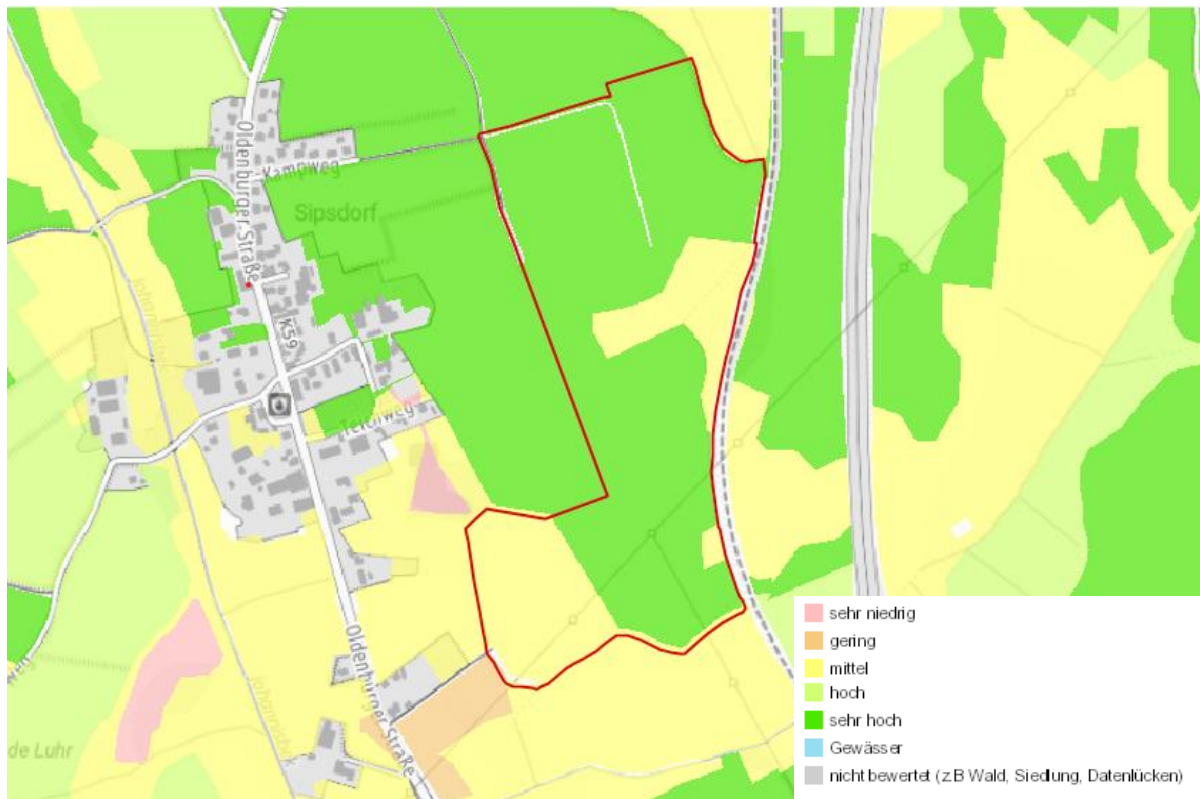 Oldenburger Straße
Kampweg
Sipsdorf
K59
Oldenburger Straße
de Luhr
sehr niedrig
gering
mittel
hoch
sehr hoch
Gewässer
nicht bewertet (z.B Wald, Siedlung, Datenlücken)